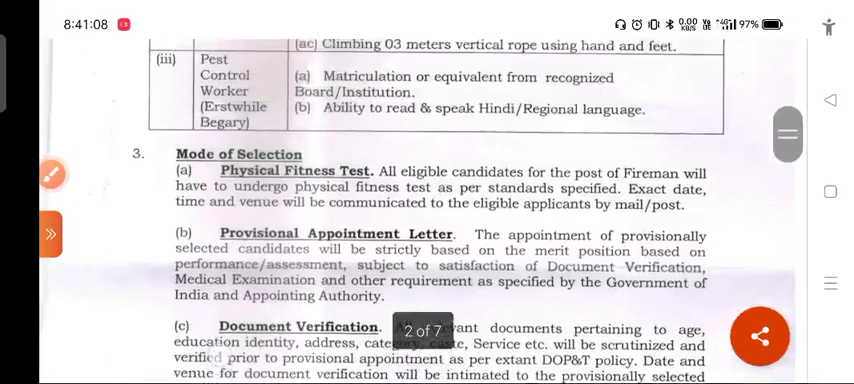 8:41:08
0.00 KB/S
4G
97%
(ac) Climbing 03 meters vertical rope using hand and feet.
(iii) Pest Control Worker (Erstwhile Begary)
(a) Matriculation or equivalent from recognized Board/Institution.
(b) Ability to read & speak Hindi/Regional language.
3. Mode of Selection
(a) Physical Fitness Test. All eligible candidates for the post of Fireman will
have to undergo physical fitness test as per standards specified. Exact date,
time and venue will be communicated to the eligible applicants by mail/post.
(b) Provisional Appointment Letter. The appointment of provisionally
selected candidates will be strictly based on the merit position based on
performance/assessment, subject to satisfaction of Document Verification,
Medical Examination and other requirement as specified by the Government of
India and Appointing Authority.
(c) Document Verification. documents pertaining to age,
education identity, address, Service etc. will be scrutinized and
verified prior to provisional appointment as per extant DOP&T policy. Date and
venue for document verification will be intimated to the provisionally selected
2 of 7